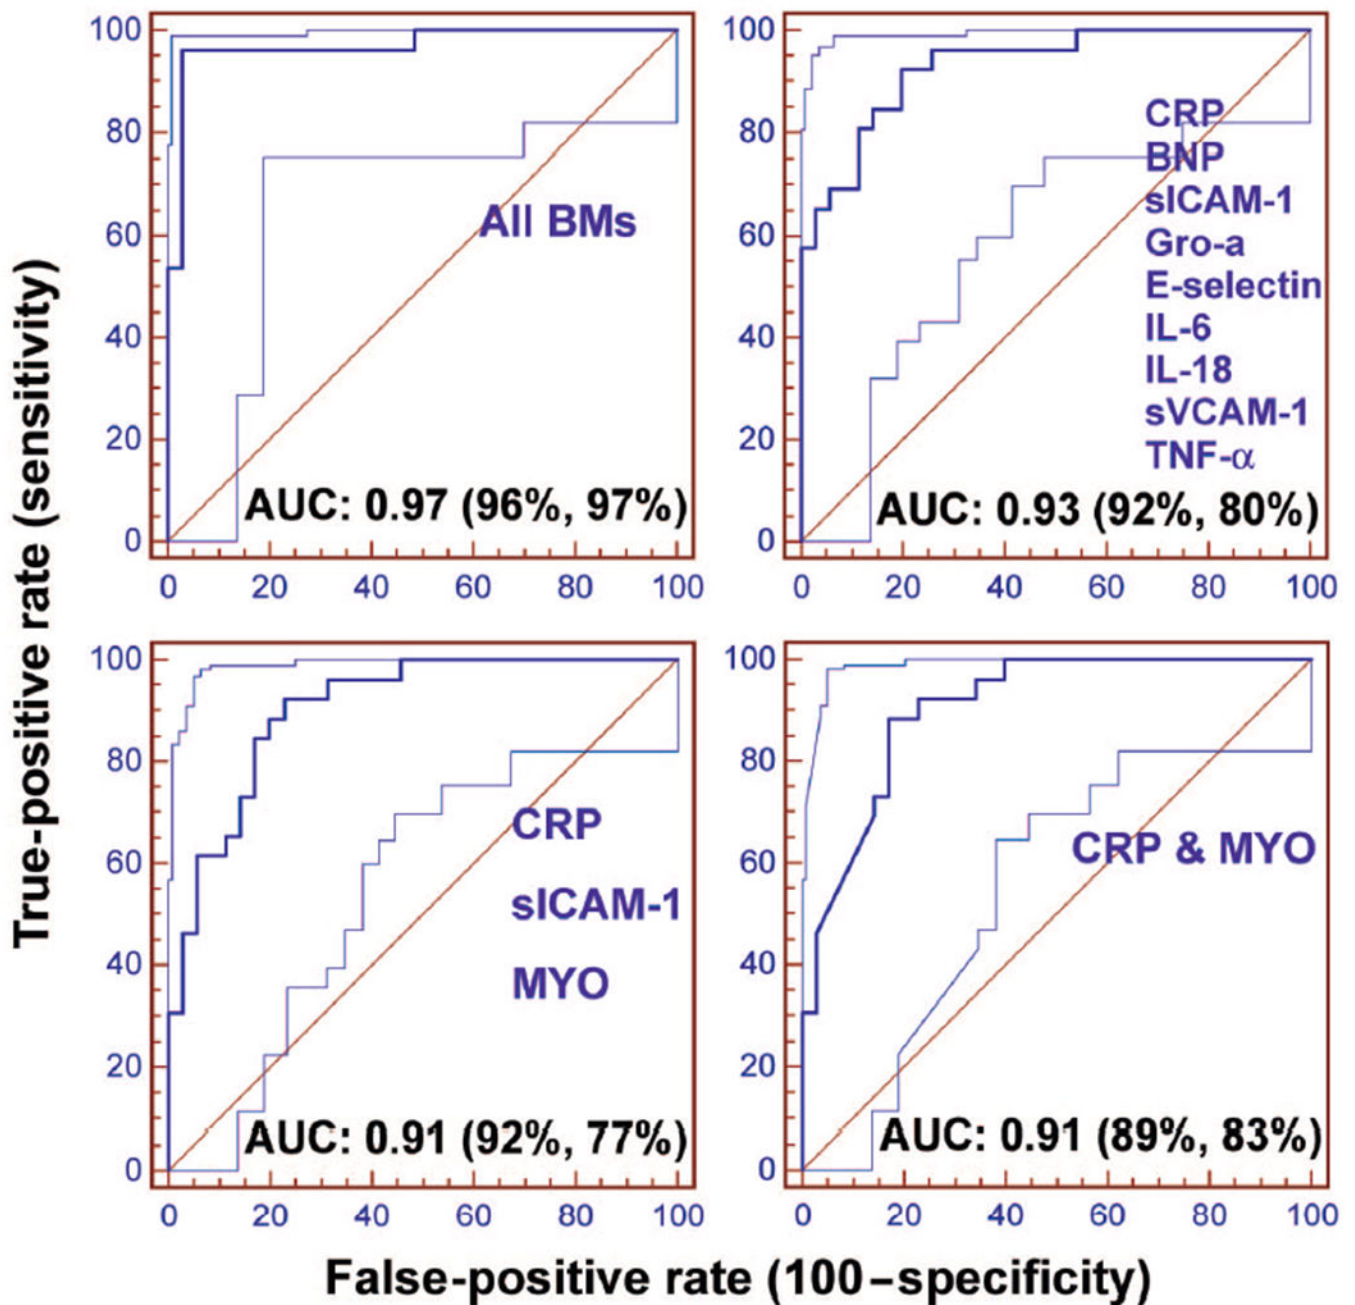 True-positive rate (sensitivity)
100
80
60
40
20
0
0 20 40 60 80 100
All BMs
AUC: 0.97 (96%, 97%)
100
80
60
40
20
0
0 20 40 60 80 100
CRP
BNP
sICAM-1
Gro-a
E-selectin
IL-6
IL-18
sVCAM-1
TNF-α
AUC: 0.93 (92%, 80%)
100
80
60
40
20
0
0 20 40 60 80 100
CRP
sICAM-1
MYO
AUC: 0.91 (92%, 77%)
100
80
60
40
20
0
0 20 40 60 80 100
CRP & MYO
AUC: 0.91 (89%, 83%)
False-positive rate (100–specificity)